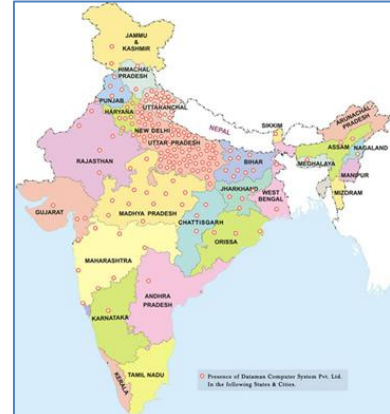 JAMMU
&
KASHMIR
HIMACHAL
PRADESH
PUNJAB
UTTARANCHAL
HARYANA
NEW DELHI
UTTAR PRADESH
NEPAL
SIKKIM
ARUNACHAL
PRADESH
RAJASTHAN
BIHAR
ASSAM
NAGALAND
MEGHALAYA
MANIPUR
MIZORAM
JHARKHAND
WEST
BENGAL
GUJARAT
MADHYA PRADESH
CHATTISGARH
ORISSA
MAHARASHTRA
ANDHRA
PRADESH
KARNATAKA
KERALA
TAMIL NADU
Presence of Dataman Computer System Pvt. Ltd.
In the following States & Cities.